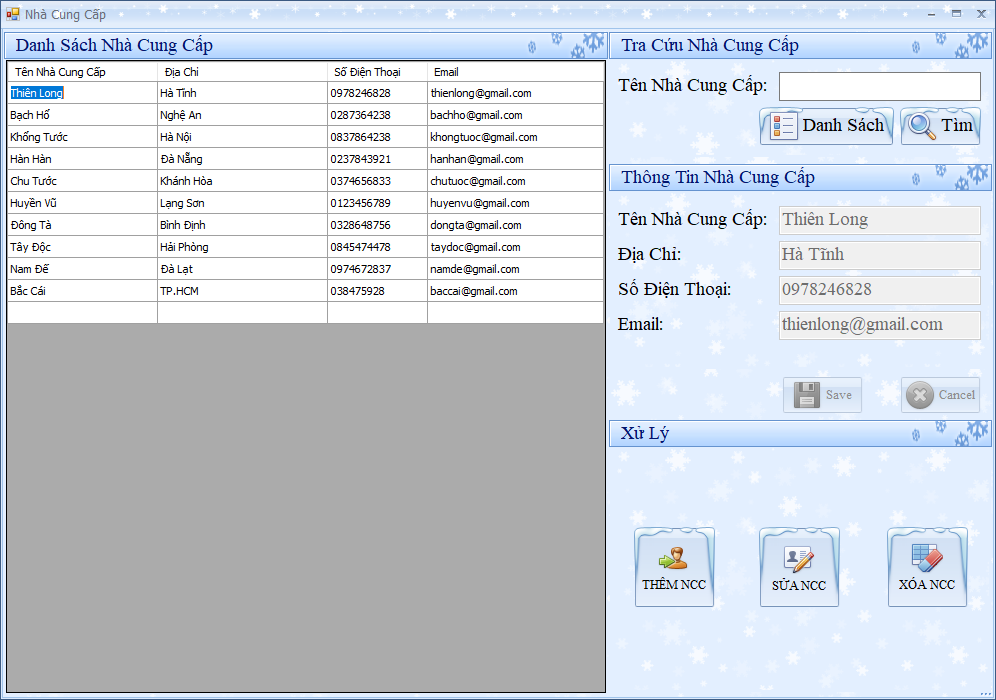 Nhà Cung Cấp
Danh Sách Nhà Cung Cấp
Tên Nhà Cung Cấp Địa Chỉ Số Điện Thoại Email
Thiên Long Hà Tĩnh 0978246828 thienlong@gmail.com
Bạch Hổ Nghệ An 0287364238 bachho@gmail.com
Khổng Tước Hà Nội 0837864238 khongtuoc@gmail.com
Hàn Hàn Đà Nẵng 0237843921 hanhan@gmail.com
Chu Tước Khánh Hòa 0374656833 chutuoc@gmail.com
Huyền Vũ Lạng Sơn 0123456789 huyenvu@gmail.com
Đông Tà Bình Định 0328648756 dongta@gmail.com
Tây Độc Hải Phòng 0845474478 taydoc@gmail.com
Nam Đế Đà Lạt 0974672837 namde@gmail.com
Bắc Cái TP.HCM 038475928 baccai@gmail.com
Tra Cứu Nhà Cung Cấp
Tên Nhà Cung Cấp:
Danh Sách Tìm
Thông Tin Nhà Cung Cấp
Tên Nhà Cung Cấp: Thiên Long
Địa Chỉ: Hà Tĩnh
Số Điện Thoại: 0978246828
Email: thienlong@gmail.com
Save Cancel
Xử Lý
THÊM NCC SỬA NCC XÓA NCC